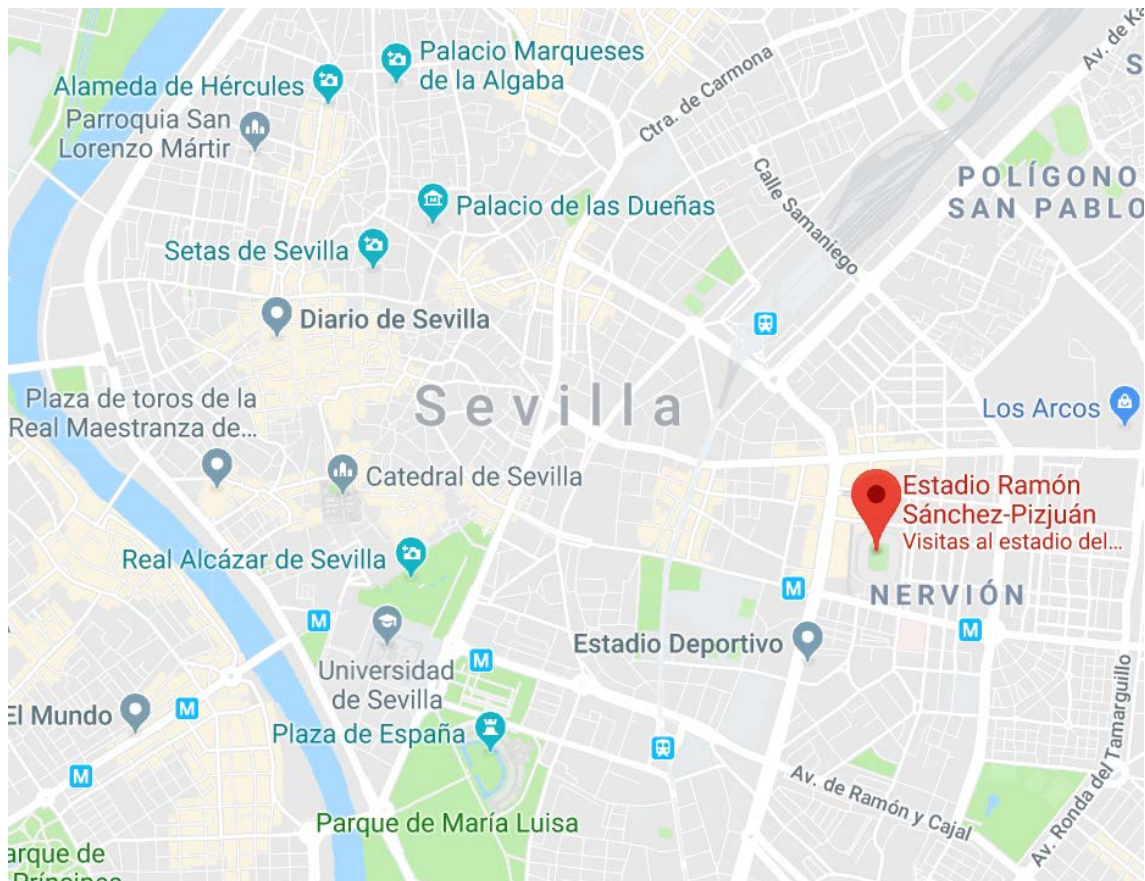 Palacio Marqueses
de la Algaba
Alameda de Hércules
Parroquia San
Lorenzo Mártir
Ctra. de Carmona
Av. de Ka
S
POLÍGONO
SAN PABLO
Calle Samaniego
Palacio de las Dueñas
Setas de Sevilla
Diario de Sevilla
Sevilla
Plaza de toros de la
Real Maestranza de...
Los Arcos
Catedral de Sevilla
Estadio Ramón
Sánchez-Pizjuán
Visitas al estadio del...
Real Alcázar de Sevilla
NERVIÓN
M
M
M
Estadio Deportivo
Universidad
de Sevilla
M
El Mundo
M
Plaza de España
M
Av. de Ramón y Cajal
Av. Ronda del Tamarguillo
Parque de María Luisa
arque de
Príncipes